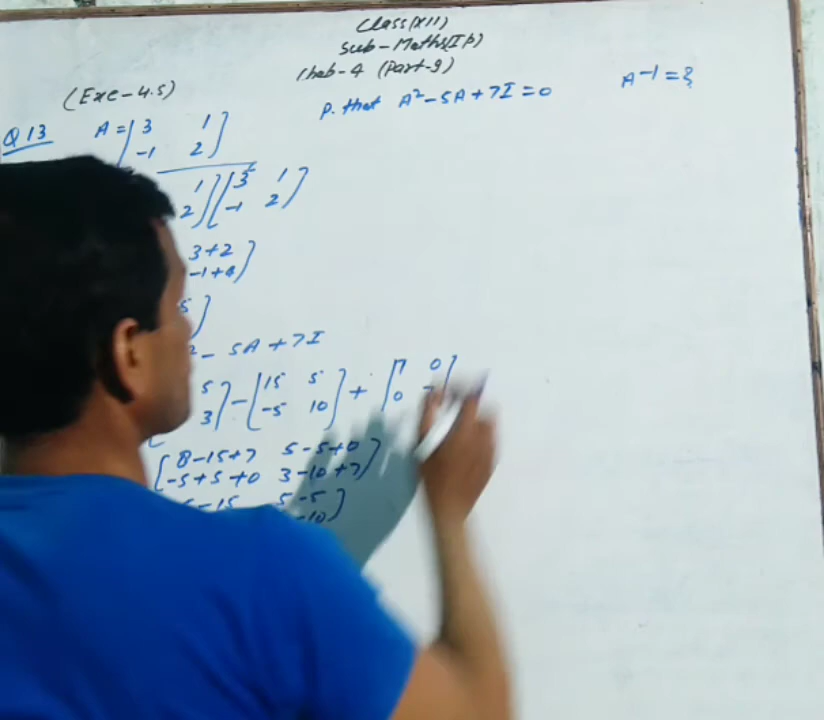 Class(XII)
Sub-Maths(IP)
Chab-4 (Part-9)
(Exe-4.5)
P. that A²-5A+7I=0 A-1=?
Q13 A = [3 1
-1 2]
1 2] [3 1
-1 2]
3+2
-1+4]
5]
2 - 5A+7I
5 3] - [15 5
-5 10] + [7 0
0
[8-15+7 5-5+0
-5+5+0 3-10+7]
-15 5-5
-10]